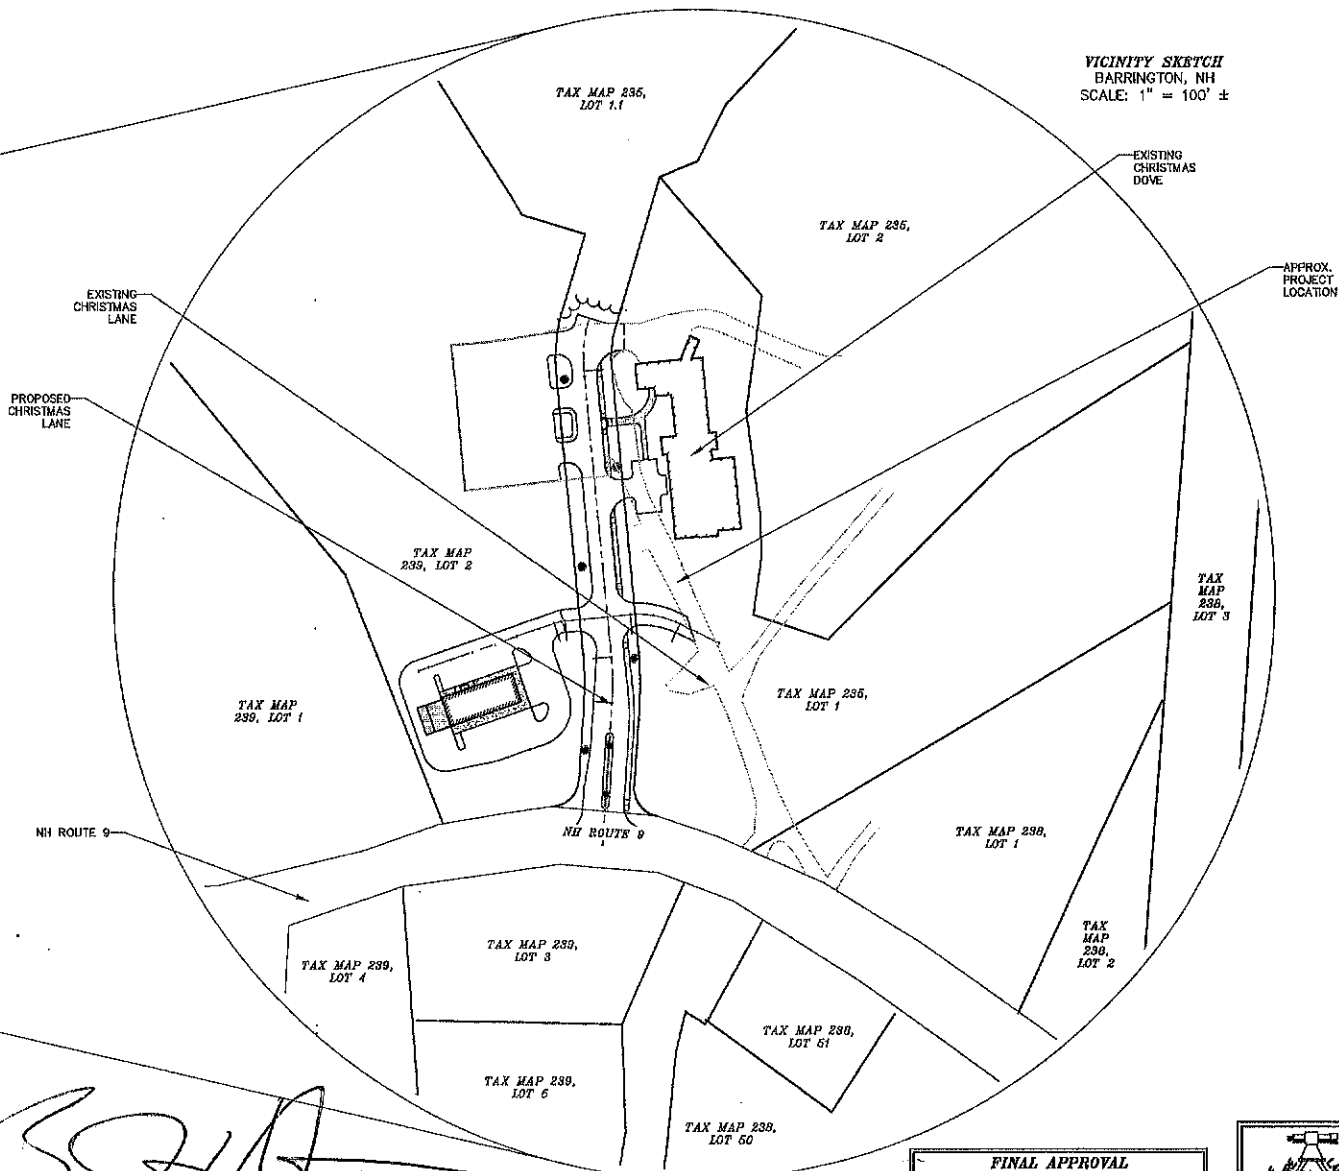 VICINITY SKETCH
BARRINGTON, NH
SCALE: 1" = 100' ±
TAX MAP 235,
LOT 1.1
EXISTING
CHRISTMAS
DOVE
TAX MAP 235,
LOT 2
APPROX.
PROJECT
LOCATION
EXISTING
CHRISTMAS
LANE
PROPOSED
CHRISTMAS
LANE
TAX MAP
239, LOT 2
TAX
MAP
238,
LOT 3
TAX MAP
239, LOT 1
TAX MAP 235,
LOT 1
NH ROUTE 9
NH ROUTE 9
TAX MAP 238,
LOT 1
TAX MAP 239,
LOT 3
TAX MAP 239,
LOT 4
TAX
MAP
238,
LOT 2
TAX MAP 238,
LOT 51
TAX MAP 239,
LOT 5
TAX MAP 238,
LOT 50
FINAL APPROVAL